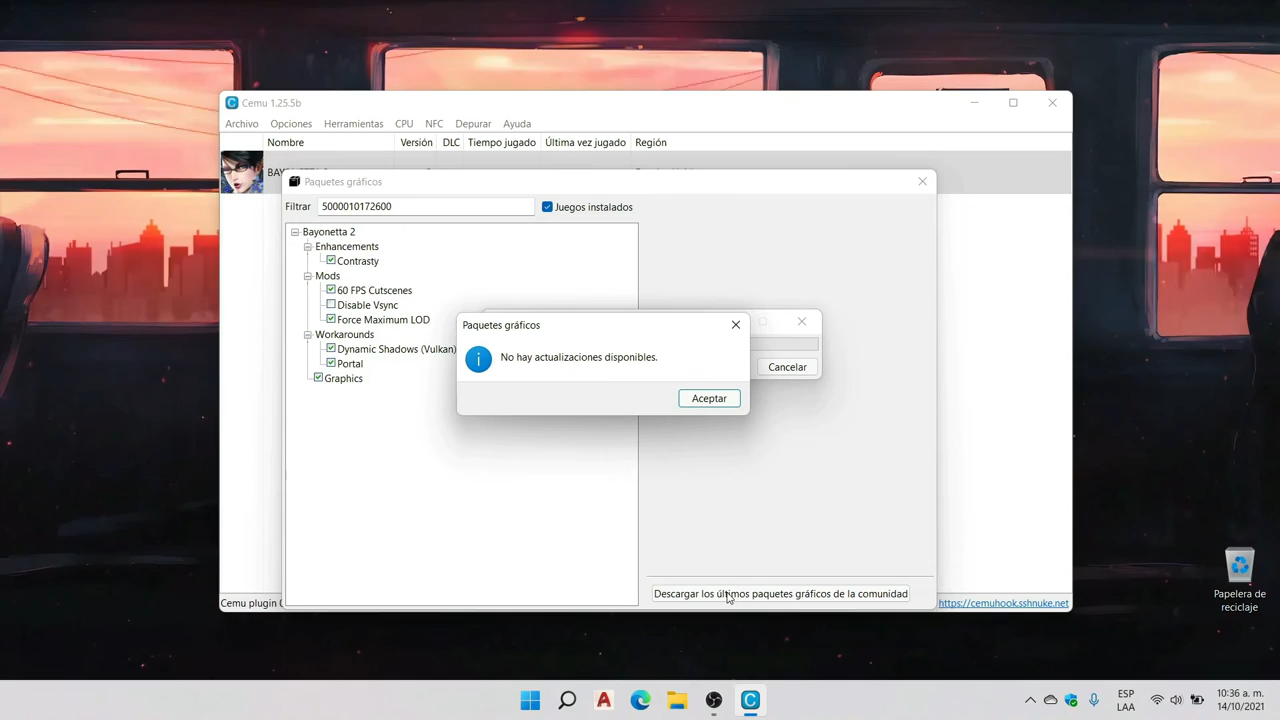 Cemu 1.25.5b
Archivo Opciones Herramientas CPU NFC Depurar Ayuda
Nombre Versión DLC Tiempo jugado Última vez jugado Región
Paquetes gráficos
Filtrar 5000010172600 Juegos instalados
Bayonetta 2
Enhancements
Contrasty
Mods
60 FPS Cutscenes
Disable Vsync
Force Maximum LOD
Workarounds
Dynamic Shadows (Vulkan)
Portal
Graphics
Paquetes gráficos
No hay actualizaciones disponibles.
Aceptar
Cancelar
Descargar los últimos paquetes gráficos de la comunidad
Cemu plugin
https://cemuhook.sshnuke.net
Papelera de
reciclaje
ESP
LAA
10:36 a. m.
14/10/2021